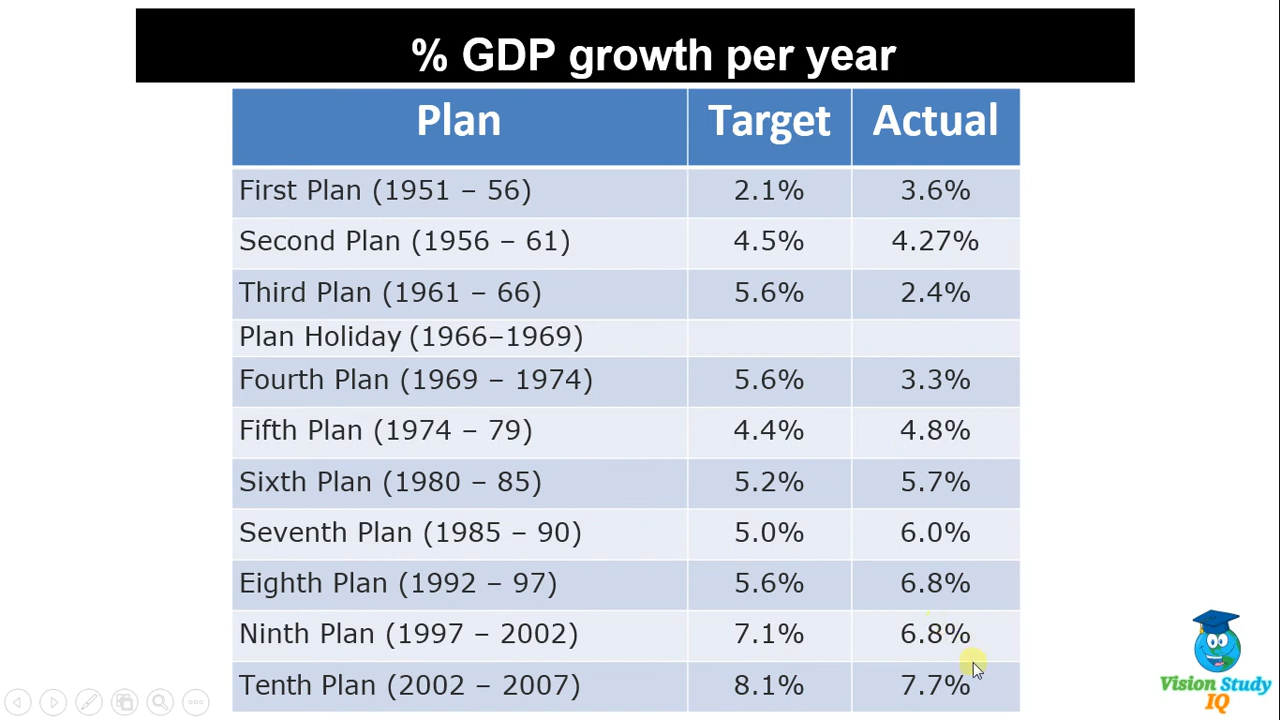 % GDP growth per year
Plan Target Actual
First Plan (1951 – 56) 2.1% 3.6%
Second Plan (1956 – 61) 4.5% 4.27%
Third Plan (1961 – 66) 5.6% 2.4%
Plan Holiday (1966–1969)
Fourth Plan (1969 – 1974) 5.6% 3.3%
Fifth Plan (1974 – 79) 4.4% 4.8%
Sixth Plan (1980 – 85) 5.2% 5.7%
Seventh Plan (1985 – 90) 5.0% 6.0%
Eighth Plan (1992 – 97) 5.6% 6.8%
Ninth Plan (1997 – 2002) 7.1% 6.8%
Tenth Plan (2002 – 2007) 8.1% 7.7%
Vision Study
IQ